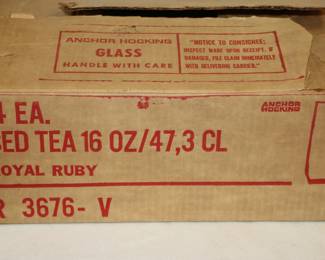 ANCHOR HOCKING
GLASS
HANDLE WITH CARE
"NOTICE TO CONSIGNEE:
INSPECT WARE UPON RECEIPT. IF
DAMAGED, FILE CLAIM IMMEDIATELY
WITH DELIVERING CARRIER."
4 EA.
ANCHOR
HOCKING
CED TEA 16 OZ/47,3 CL
ROYAL RUBY
R 3676-V